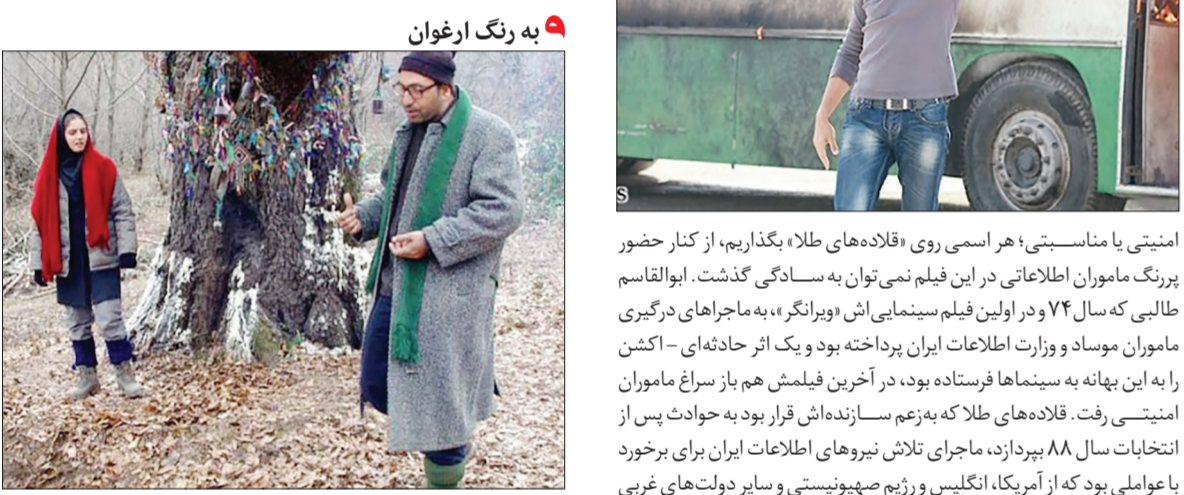 امنیتی یا مناسبتی؛ هر اسمی روی «قلاده‌های طلا» بگذاریم، از کنار حضور
پررنگ ماموران اطلاعاتی در این فیلم نمی‌توان به سادگی گذشت. ابوالقاسم
طالبی که سال ۷۴ و در اولین فیلم سینمایی‌اش «ویرانگر»، به ماجراهای درگیری
ماموران موساد و وزارت اطلاعات ایران پرداخته بود و یک اثر حادثه‌ای – اکشن
را به این بهانه به سینماها فرستاده بود، در آخرین فیلمش هم باز سراغ ماموران
امنیتی رفت. قلاده‌های طلا که به‌زعم سازنده‌اش قرار بود به حوادث پس از
انتخابات سال ۸۸ بپردازد، ماجرای تلاش نیروهای اطلاعات ایران برای برخورد
با عواملی بود که از آمریکا، انگلیس و رژیم صهیونیستی و سایر دولت‌های غربی
۹ به رنگ ارغوان